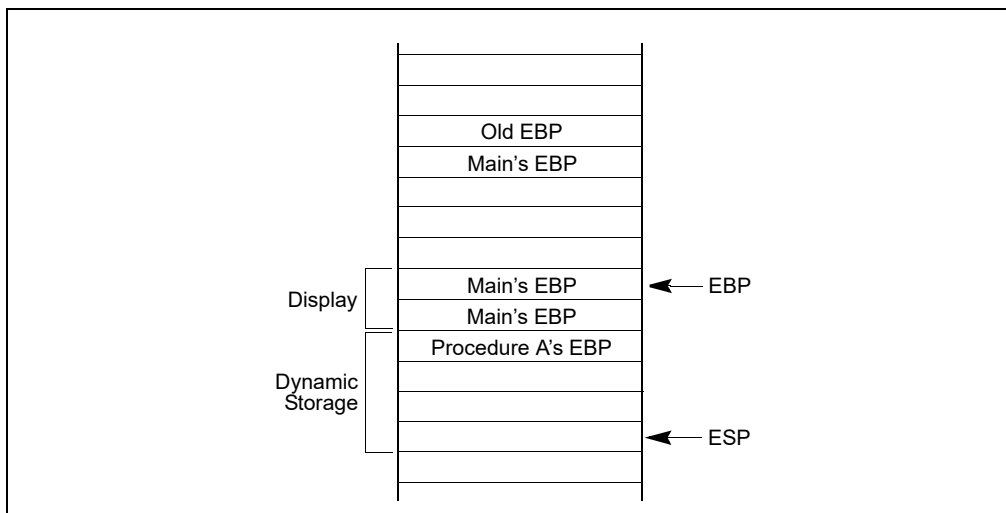 Old EBP
Main’s EBP
Main’s EBP
EBP
Display
Main’s EBP
Procedure A’s EBP
Dynamic
Storage
ESP